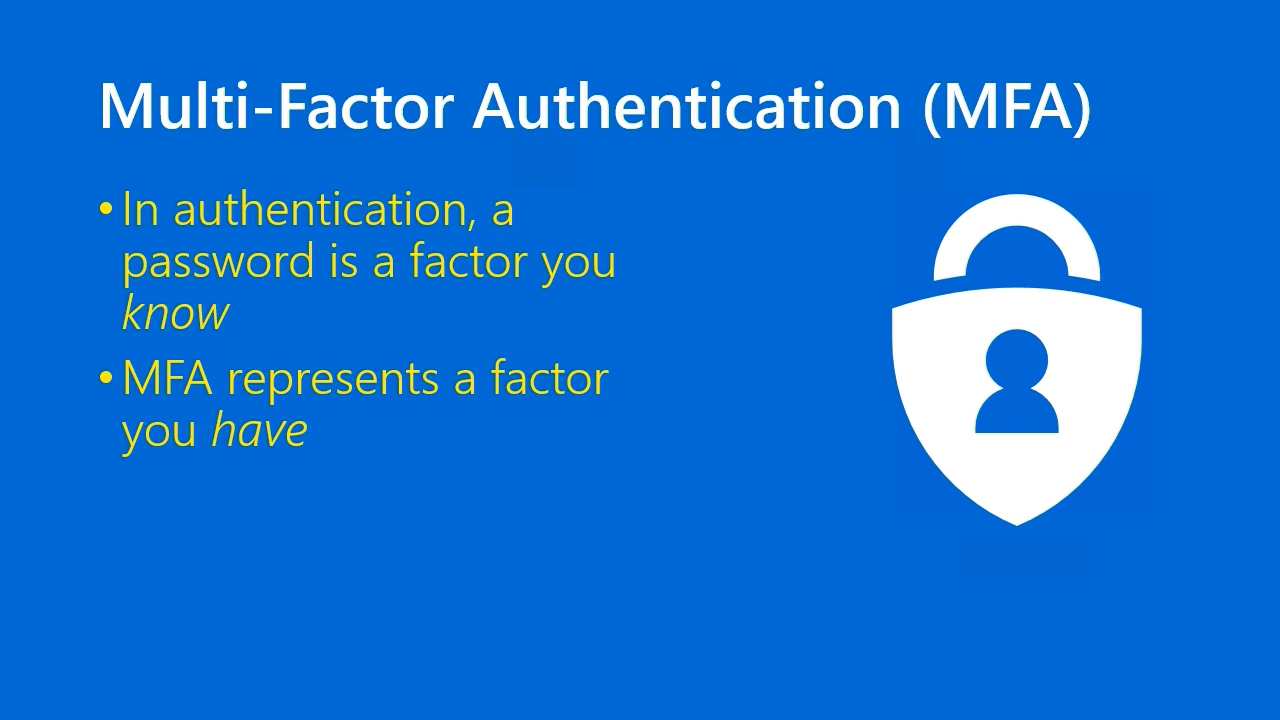 Multi-Factor Authentication (MFA)
•In authentication, a
password is a factor you
know
•MFA represents a factor
you have